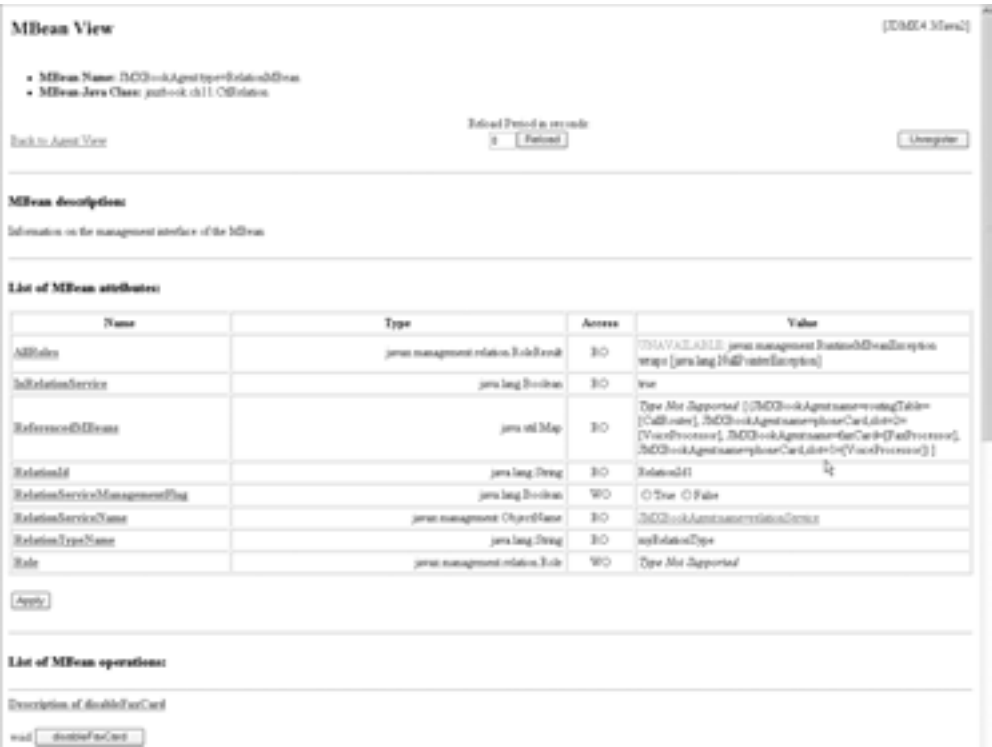 MBean View
[JDMK4.1/Java2]
MBean Name: JMXBookAgent:type=RelationMBean
MBean Java Class: jmxbook.ch11.CtRelation
Reload Period in seconds:
Back to Agent View
0 Reload
Unregister
MBean description:
Information on the management interface of the MBean
List of MBean attributes:
Name Type Access Value
AllRoles javax.management.relation.RoleResult RO UNAVAILABLE: javax.management.RuntimeMBeanException
wraps [java.lang.NullPointerException]
InRelationService java.lang.Boolean RO true
ReferencedMBeans java.util.Map RO Type Not Supported: [{JMXBookAgent:name=routingTable=
[CallRouter], JMXBookAgent:name=phoneCard,slot=2=
[VoiceProcessor], JMXBookAgent:name=faxCard=[FaxProcessor],
JMXBookAgent:name=phoneCard,slot=1=[VoiceProcessor]} ]
RelationId java.lang.String RO RelationId1
RelationServiceManagementFlag java.lang.Boolean WO True False
RelationServiceName javax.management.ObjectName RO JMXBookAgent:name=relationService
RelationTypeName java.lang.String RO myRelationType
Role javax.management.relation.Role WO Type Not Supported
Apply
List of MBean operations:
Description of disableFaxCard
void disableFaxCard